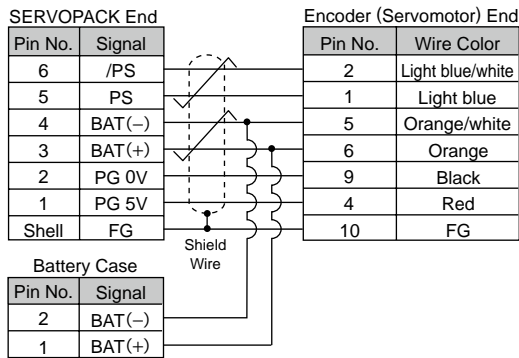 SERVOPACK End Encoder (Servomotor) End
Pin No. Signal Pin No. Wire Color
6 /PS 2 Light blue/white
5 PS 1 Light blue
4 BAT(−) 5 Orange/white
3 BAT(+) 6 Orange
2 PG 0V 9 Black
1 PG 5V 4 Red
Shell FG 10 FG
Shield
Wire
Battery Case
Pin No. Signal
2 BAT(−)
1 BAT(+)